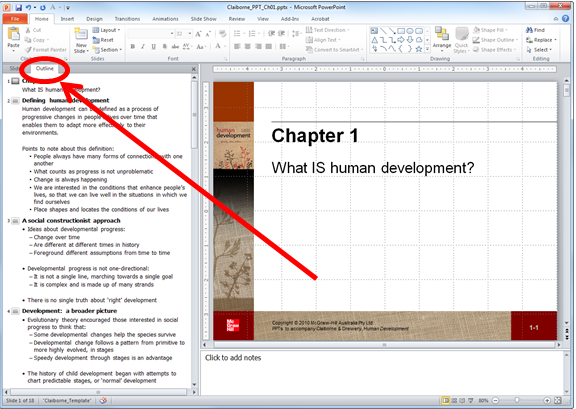 Claiborne_PPT_Ch01.pptx - Microsoft PowerPoint
File Home Insert Design Transitions Animations Slide Show Review View Add-Ins
Paste
Cut
Copy
Format Painter
New Slide
Layout
Reset
Section
Text Direction
Align Text
Convert to SmartArt
Arrange
Quick Styles
Shape Fill
Shape Outline
Shape Effects
Find
Replace
Select
Slides Drawing Editing
Outline
1
What IS human development?
2 Defining human development
Human development can be defined as a process of
progressive changes in people's lives over time that
enables them to adapt more effectively to their
environments.
Points to note about this definition:
• People always have many forms of connection with one
another
• What counts as progress is not unproblematic
• Change is always happening
• We are interested in the conditions that enhance people's
lives, so that we can live well in the situations in which we
find ourselves
• Place shapes and locates the conditions of our lives
3 A social constructionist approach
• Ideas about developmental progress:
– Change over time
– Are different at different times in history
– Foreground different assumptions from time to time
• Developmental progress is not one-directional:
– It is not a single line, marching towards a single goal
– It is complex and is made up of many strands
• There is no single truth about 'right' development
4 Development: a broader picture
• Evolutionary theory encouraged those interested in social
progress to think that:
– Some developmental changes help the species survive
– Developmental change follows a pattern from primitive to
more highly evolved, in stages
– Speedy development through stages is an advantage
• The history of child development began with attempts to
chart predictable stages, or 'normal' development
human
development
Chapter 1
What IS human development?
Mc
Graw
Hill
Copyright © 2010 McGraw-Hill Australia Pty Ltd
PPTs to accompany Claiborne & Drewery, Human Development
1-1
Click to add notes
Slide 1 of 18 "Claiborne_Template" 80%